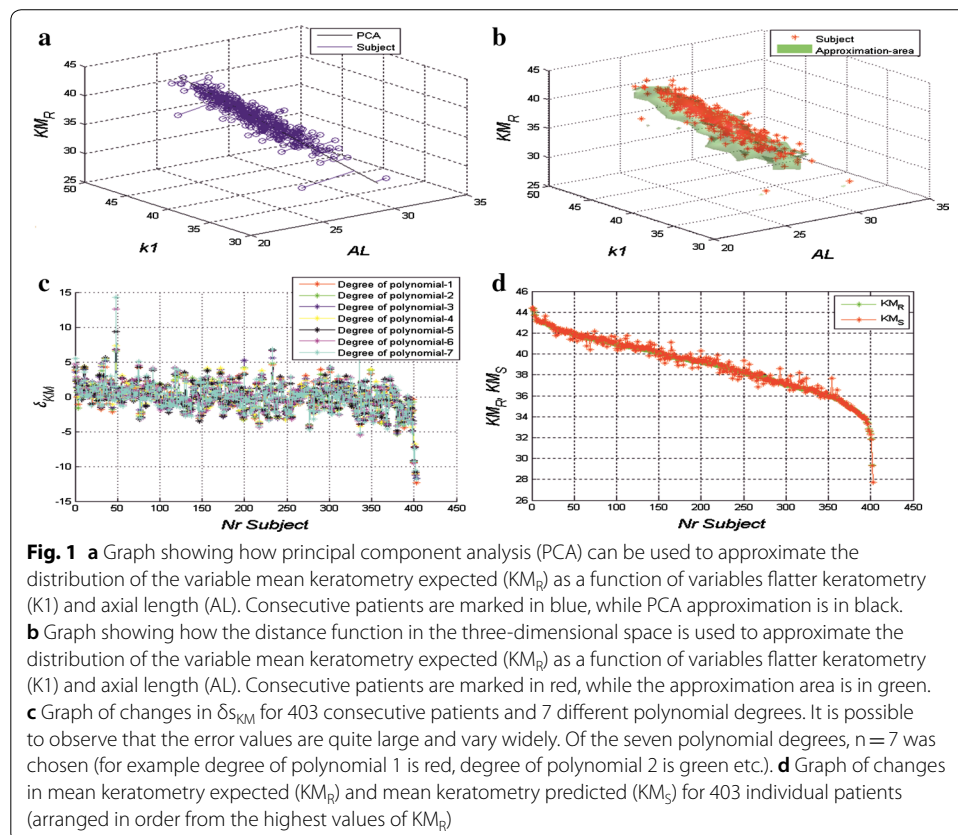 a
PCA
Subject
45
40
35
30
25
KM_R
50
45
40
35
30
k1
20
25
30
35
AL
b
Subject
Approximation-area
45
40
35
30
25
KM_R
50
45
40
35
30
k1
20
25
30
35
AL
c
Degree of polynomial-1
Degree of polynomial-2
Degree of polynomial-3
Degree of polynomial-4
Degree of polynomial-5
Degree of polynomial-6
Degree of polynomial-7
15
10
5
0
-5
-10
-15
δ_KM
0 50 100 150 200 250 300 350 400 450
Nr Subject
d
KM_R
KM_S
46
44
42
40
38
36
34
32
30
28
26
KM_R, KM_S
0 50 100 150 200 250 300 350 400 450
Nr Subject
Fig. 1 a Graph showing how principal component analysis (PCA) can be used to approximate the
distribution of the variable mean keratometry expected (KM_R) as a function of variables flatter keratometry
(K1) and axial length (AL). Consecutive patients are marked in blue, while PCA approximation is in black.
b Graph showing how the distance function in the three-dimensional space is used to approximate the
distribution of the variable mean keratometry expected (KM_R) as a function of variables flatter keratometry
(K1) and axial length (AL). Consecutive patients are marked in red, while the approximation area is in green.
c Graph of changes in δs_KM for 403 consecutive patients and 7 different polynomial degrees. It is possible
to observe that the error values are quite large and vary widely. Of the seven polynomial degrees, n = 7 was
chosen (for example degree of polynomial 1 is red, degree of polynomial 2 is green etc.). d Graph of changes
in mean keratometry expected (KM_R) and mean keratometry predicted (KM_S) for 403 individual patients
(arranged in order from the highest values of KM_R)